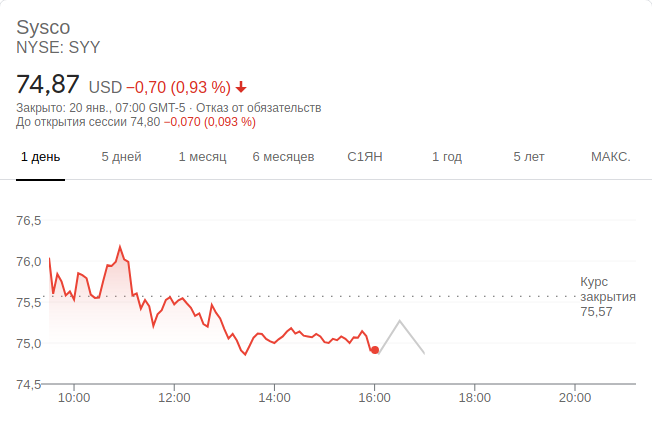 Sysco
NYSE: SYY
74,87 USD −0,70 (0,93 %)
Закрыто: 20 янв., 07:00 GMT-5 · Отказ от обязательств
До открытия сессии 74,80 −0,070 (0,093 %)
1 день 5 дней 1 месяц 6 месяцев С1ЯН 1 год 5 лет МАКС.
76,5
76,0
75,5
75,0
74,5
Курс
закрытия
75,57
10:00 12:00 14:00 16:00 18:00 20:00